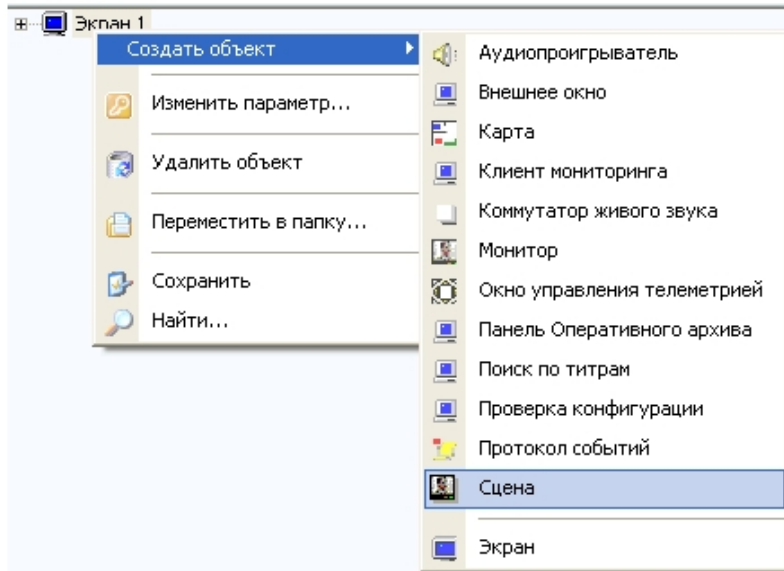 Экран 1
Создать объект
Изменить параметр...
Удалить объект
Переместить в папку...
Сохранить
Найти...
Аудиопроигрыватель
Внешнее окно
Карта
Клиент мониторинга
Коммутатор живого звука
Монитор
Окно управления телеметрией
Панель Оперативного архива
Поиск по титрам
Проверка конфигурации
Протокол событий
Сцена
Экран